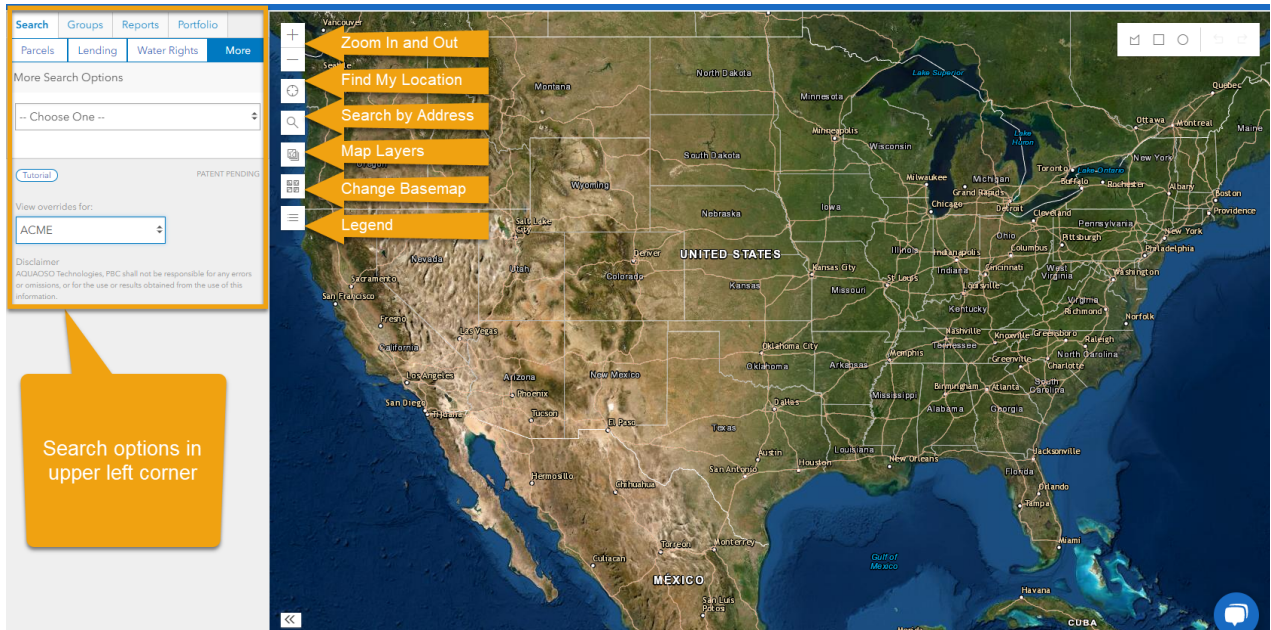 Search Groups Reports Portfolio
Parcels Lending Water Rights More
More Search Options
-- Choose One --
Tutorial
PATENT PENDING
View overrides for:
ACME
Disclaimer
AQUAOSO Technologies, PBC shall not be responsible for any errors
or omissions, or for the use or results obtained from the use of this
information.
Search options in
upper left corner
Zoom In and Out
Find My Location
Search by Address
Map Layers
Change Basemap
Legend
Vancouver
Seattle
Montana
North Dakota
Minnesota
Lake Superior
Quebec
Ottawa
Montreal
Maine
Minneapolis
Wisconsin
Lake
Huron
Oregon
South Dakota
Toronto
Lake Ontario
New York
Wyoming
Milwaukee
Michigan
Buffalo
Rochester
Albany
Boston
Grand Rapids
Nebraska
Iowa
Chicago
Detroit
Cleveland
Providence
Salt Lake
City
Pennsylvania
New York
Ohio
Pittsburgh
Philadelphia
Nevada
Utah
Denver
UNITED STATES
Illinois
Indianapolis
Columbus
Indiana
Cincinnati
West
Virginia
Washington
Sacramento
Colorado
Kansas
Kansas City
St Louis
Missouri
Louisville
San Francisco
Kentucky
Virginia
Richmond
Norfolk
Fresno
Las Vegas
Nashville
Knoxville
Greensboro
Raleigh
California
Oklahoma City
Tennessee
Memphis
Greenville
North Carolina
Charlotte
Los Angeles
Arizona
New Mexico
Oklahoma
Arkansas
Phoenix
Birmingham
Atlanta
South
Carolina
San Diego
Tijuana
Tucson
Dallas
Mississippi
Alabama
Georgia
El Paso
Texas
Austin
Louisiana
Jacksonville
San Antonio
Houston
New Orleans
Hermosillo
Chihuahua
Florida
Orlando
Tampa
Torreon
Monterrey
Miami
Culiacan
Gulf of
Mexico
MÉXICO
Havana
San Luis
Potosi
CUBA